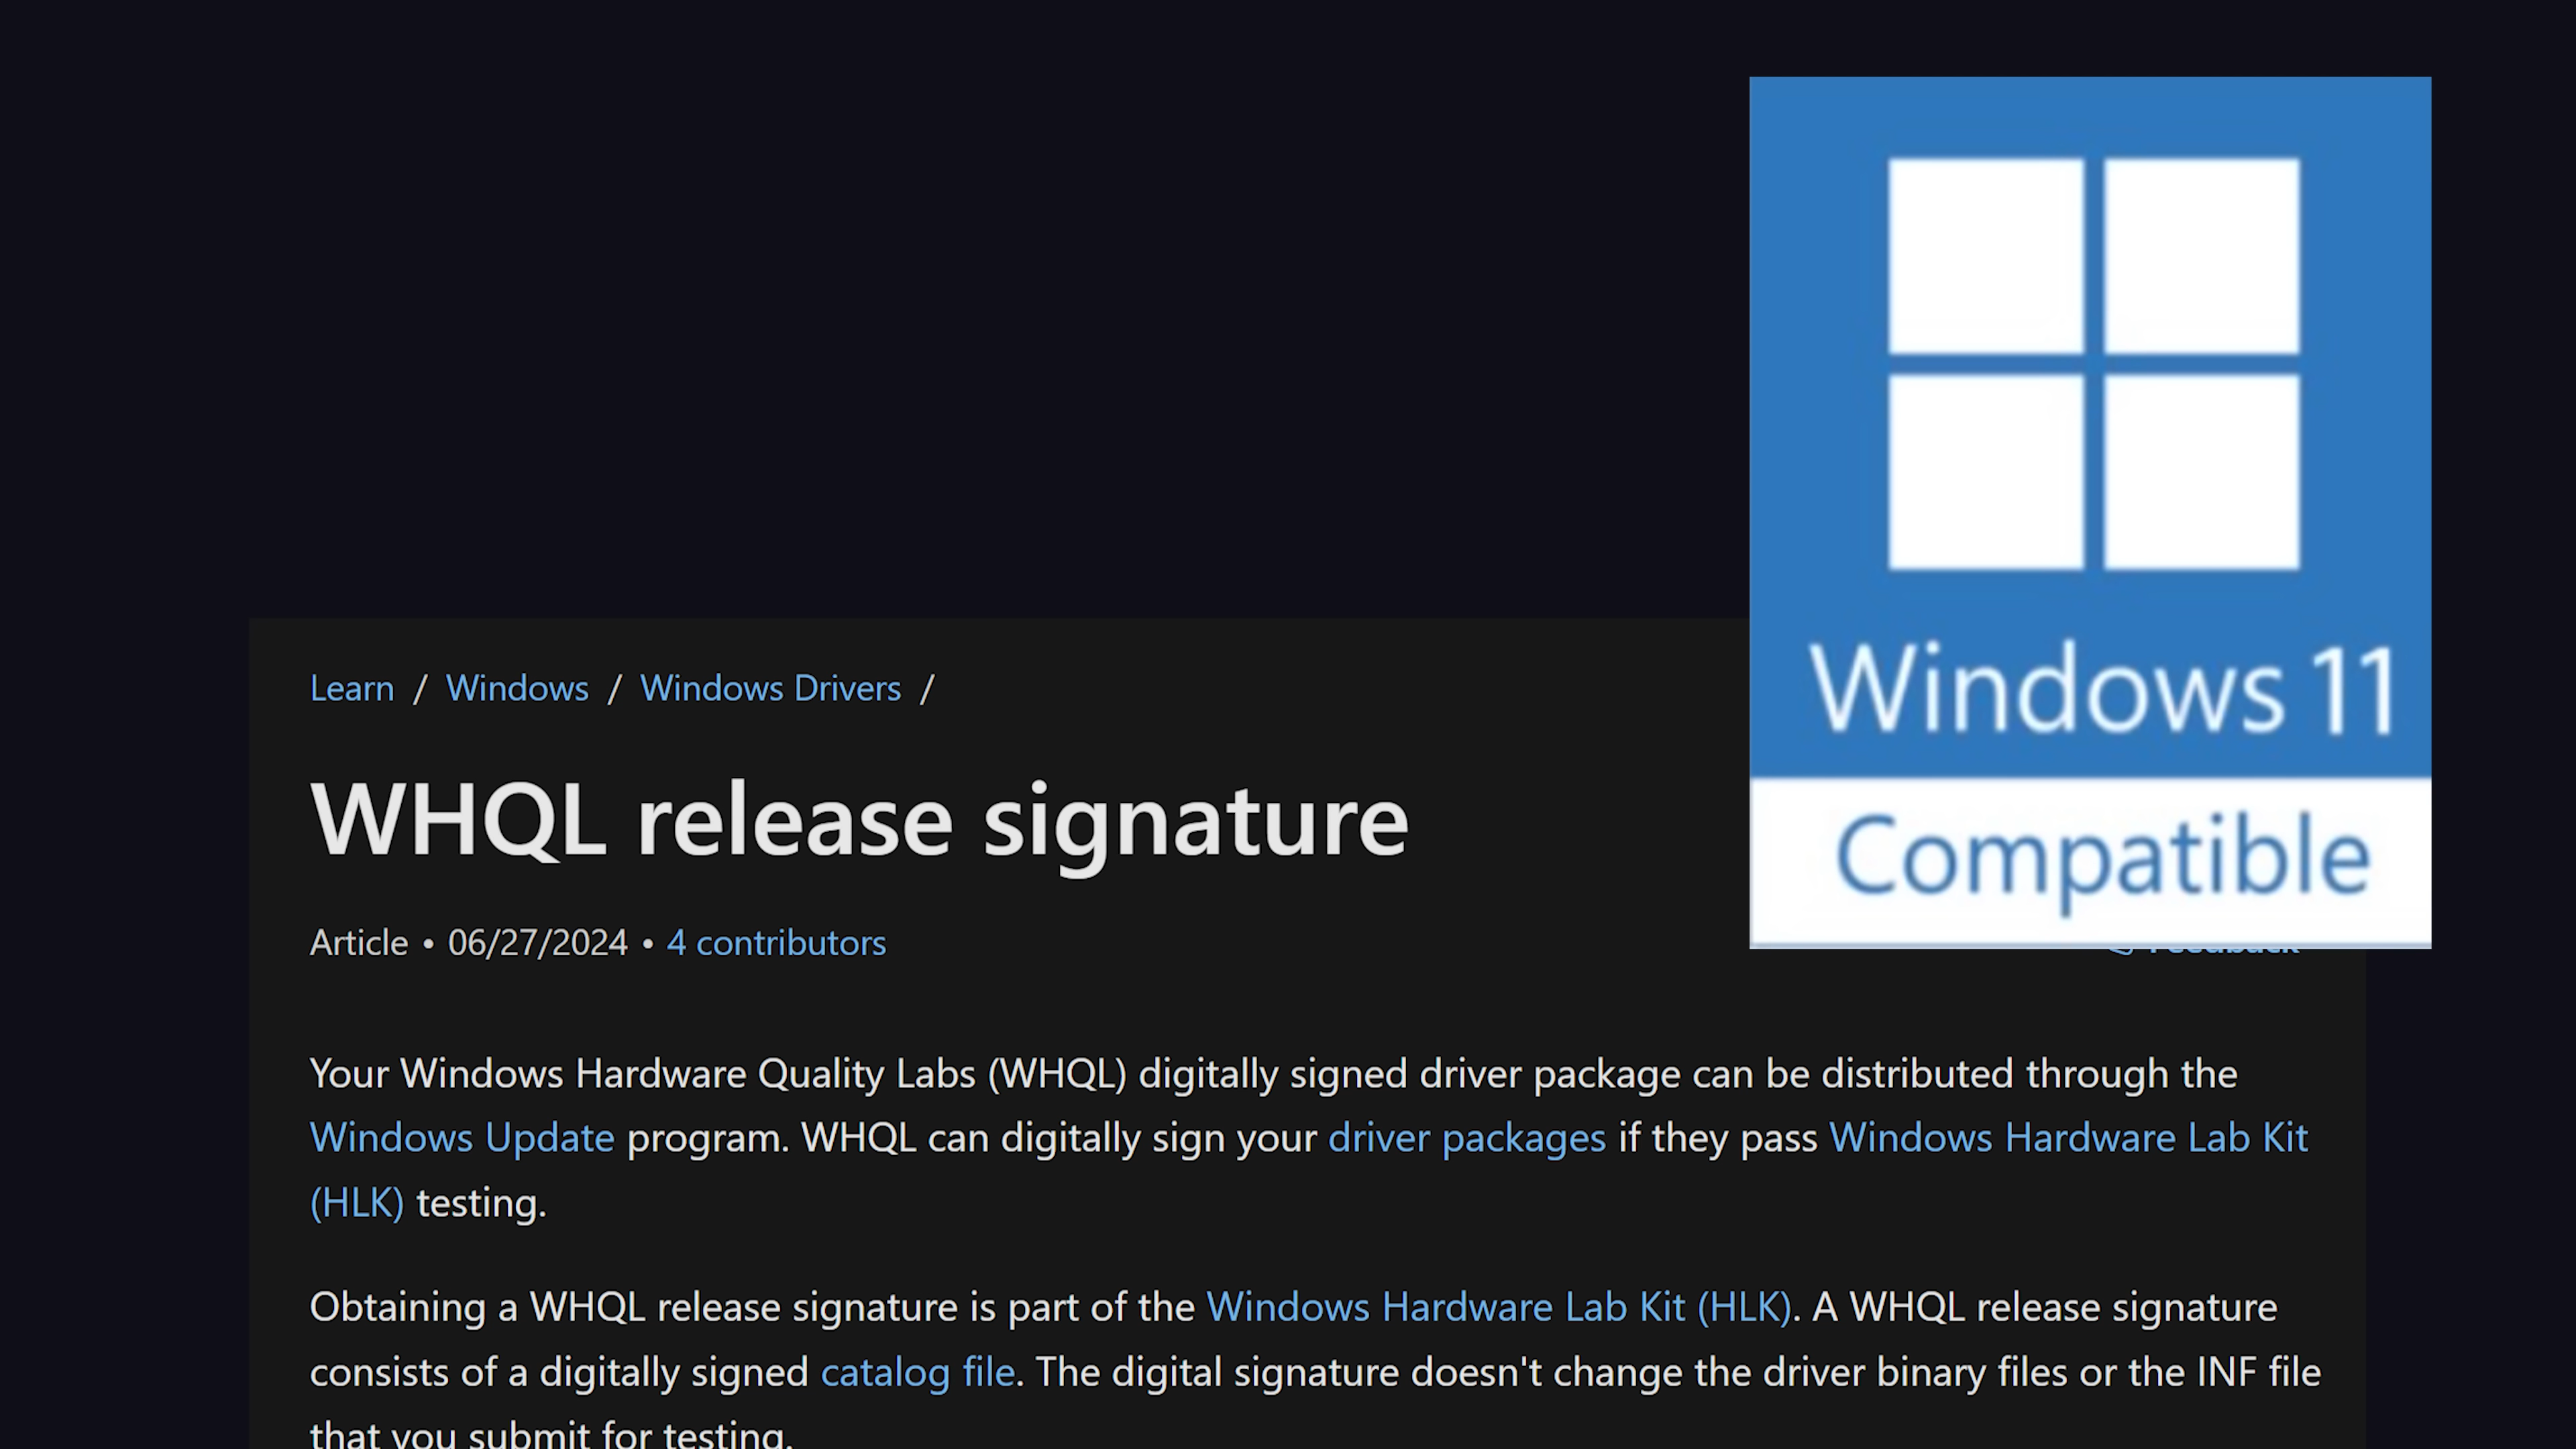 Windows 11
Compatible
Learn / Windows / Windows Drivers /
WHQL release signature
Article • 06/27/2024 • 4 contributors
Your Windows Hardware Quality Labs (WHQL) digitally signed driver package can be distributed through the
Windows Update program. WHQL can digitally sign your driver packages if they pass Windows Hardware Lab Kit
(HLK) testing.
Obtaining a WHQL release signature is part of the Windows Hardware Lab Kit (HLK). A WHQL release signature
consists of a digitally signed catalog file. The digital signature doesn't change the driver binary files or the INF file
that you submit for testing.